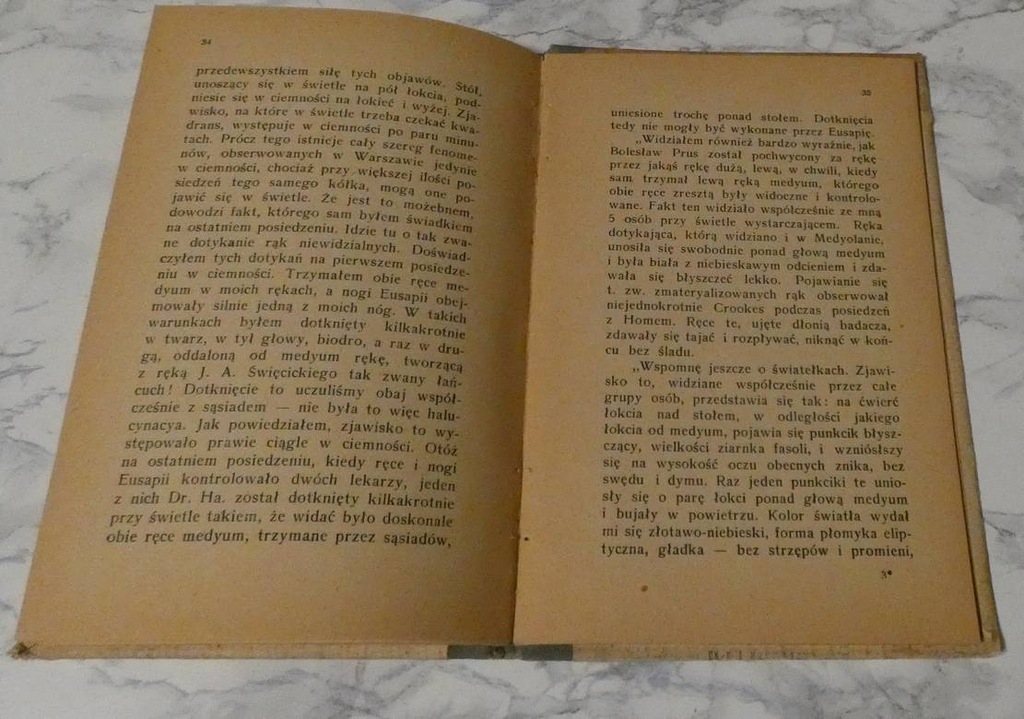 34
przedewszystkiem siłę tych objawów. Stół,
unoszący się w świetle na pół łokcia, pod-
niesie się w ciemności na łokieć i wyżej. Zja-
wisko, na które w świetle trzeba czekać kwa-
drans, występuje w ciemności po paru minu-
tach. Prócz tego istnieje cały szereg fenome-
nów, obserwowanych w Warszawie jedynie
w ciemności, chociaż przy większej ilości po-
siedzeń tego samego kółka, mogą one po-
jawić się w świetle. Że jest to możebnem,
dowodzi fakt, którego sam byłem świadkiem
na ostatniem posiedzeniu. Idzie tu o tak zwa-
ne dotykanie rąk niewidzialnych. Doświad-
czyłem tych dotykań na pierwszem posiedze-
niu w ciemności. Trzymałem obie ręce me-
dyum w moich rękach, a nogi Eusapii obej-
mowały silnie jedną z moich nóg. W takich
warunkach byłem dotknięty kilkakrotnie
w twarz, w tył głowy, biodro, a raz w dru-
gą, oddaloną od medyum rękę, tworzącą
z ręką J. A. Święcickiego tak zwany łań-
cuch! Dotknięcie to uczuliśmy obaj współ-
cześnie z sąsiadem — nie była to więc halu-
cynacya. Jak powiedziałem, zjawisko to wy-
stępowało prawie ciągle w ciemności. Otóż
na ostatniem posiedzeniu, kiedy ręce i nogi
Eusapii kontrolowało dwóch lekarzy, jeden
z nich Dr. Ha. został dotknięty kilkakrotnie
przy świetle takiem, że widać było doskonale
obie ręce medyum, trzymane przez sąsiadów,
35
uniesione trochę ponad stołem. Dotknięcia
tedy nie mogły być wykonane przez Eusapię.
„Widziałem również bardzo wyraźnie, jak
Bolesław Prus został pochwycony za rękę
przez jakąś rękę dużą, lewą, w chwili, kiedy
sam trzymał lewą ręką medyum, którego
obie ręce zresztą były widoczne i kontrolo-
wane. Fakt ten widziało współcześnie ze mną
5 osób przy świetle wystarczającem. Ręka
dotykająca, którą widziano i w Medyolanie,
unosiła się swobodnie ponad głową medyum
i była biała z niebieskawym odcieniem i zda-
wała się błyszczeć lekko. Pojawianie się
t. zw. zmateryalizowanych rąk obserwował
niejednokrotnie Crookes podczas posiedzeń
z Homem. Ręce te, ujęte dłonią badacza,
zdawały się tajać i rozpływać, niknąć w koń-
cu bez śladu.
„Wspomnę jeszcze o światełkach. Zjawi-
sko to, widziane współcześnie przez całe
grupy osób, przedstawia się tak: na ćwierć
łokcia nad stołem, w odległości jakiego
łokcia od medyum, pojawia się punkcik błysz-
czący, wielkości ziarnka fasoli, i wzniósłszy
się na wysokość oczu obecnych znika, bez
swędu i dymu. Raz jeden punkciki te unio-
sły się o parę łokci ponad głową medyum
i bujały w powietrzu. Kolor światła wydał
mi się złotawo-niebieski, forma płomyka elip-
tyczna, gładka — bez strzępów i promieni,
3*